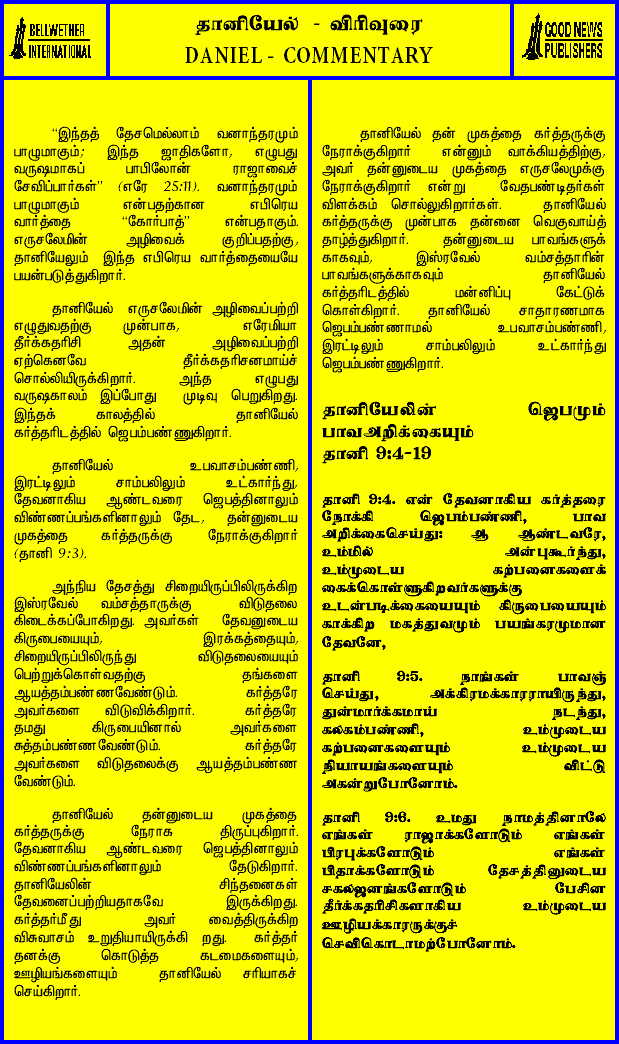 BELLWETHER
INTERNATIONAL
தானியேல் - விரிவுரை
DANIEL - COMMENTARY
GOOD NEWS
PUBLISHERS
“இந்தத் தேசமெல்லாம் வனாந்தரமும்
பாழுமாகும்; இந்த ஜாதிகளோ, எழுபது
வருஷமாகப் பாபிலோன் ராஜாவைச்
சேவிப்பார்கள்” (எரே 25:11). வனாந்தரமும்
பாழுமாகும் என்பதற்கான எபிரெய
வார்த்தை “கோர்பாத்” என்பதாகும்.
எருசலேமின் அழிவைக் குறிப்பதற்கு,
தானியேலும் இந்த எபிரெய வார்த்தையையே
பயன்படுத்துகிறார்.
தானியேல் எருசலேமின் அழிவைப்பற்றி
எழுதுவதற்கு முன்பாக, எரேமியா
தீர்க்கதரிசி அதன் அழிவைப்பற்றி
ஏற்கெனவே தீர்க்கதரிசனமாய்ச்
சொல்லியிருக்கிறார். அந்த எழுபது
வருஷகாலம் இப்போது முடிவு பெறுகிறது.
இந்தக் காலத்தில் தானியேல்
கர்த்தரிடத்தில் ஜெபம்பண்ணுகிறார்.
தானியேல் உபவாசம்பண்ணி,
இரட்டிலும் சாம்பலிலும் உட்கார்ந்து,
தேவனாகிய ஆண்டவரை ஜெபத்தினாலும்
விண்ணப்பங்களினாலும் தேட, தன்னுடைய
முகத்தை கர்த்தருக்கு நேராக்குகிறார்
(தானி 9:3).
அந்நிய தேசத்து சிறையிருப்பிலிருக்கிற
இஸ்ரவேல் வம்சத்தாருக்கு விடுதலை
கிடைக்கப்போகிறது. அவர்கள் தேவனுடைய
கிருபையையும், இரக்கத்தையும்,
சிறையிருப்பிலிருந்து விடுதலையையும்
பெற்றுக்கொள்வதற்கு தங்களை
ஆயத்தம்பண்ணவேண்டும். கர்த்தரே
அவர்களை விடுவிக்கிறார். கர்த்தரே
தமது கிருபையினால் அவர்களை
சுத்தம்பண்ணவேண்டும். கர்த்தரே
அவர்களை விடுதலைக்கு ஆயத்தம்பண்ண
வேண்டும்.
தானியேல் தன்னுடைய முகத்தை
கர்த்தருக்கு நேராக திருப்புகிறார்.
தேவனாகிய ஆண்டவரை ஜெபத்தினாலும்
விண்ணப்பங்களினாலும் தேடுகிறார்.
தானியேலின் சிந்தனைகள்
தேவனைப்பற்றியதாகவே இருக்கிறது.
கர்த்தர்மீது அவர் வைத்திருக்கிற
விசுவாசம் உறுதியாயிருக்கி றது. கர்த்தர்
தனக்கு கொடுத்த கடமைகளையும்,
ஊழியங்களையும் தானியேல் சரியாகச்
செய்கிறார்.
தானியேல் தன் முகத்தை கர்த்தருக்கு
நேராக்குகிறார் என்னும் வாக்கியத்திற்கு,
அவர் தன்னுடைய முகத்தை எருசலேமுக்கு
நேராக்குகிறார் என்று வேதபண்டிதர்கள்
விளக்கம் சொல்லுகிறார்கள். தானியேல்
கர்த்தருக்கு முன்பாக தன்னை வெகுவாய்த்
தாழ்த்துகிறார். தன்னுடைய பாவங்களுக்
காகவும், இஸ்ரவேல் வம்சத்தாரின்
பாவங்களுக்காகவும் தானியேல்
கர்த்தரிடத்தில் மன்னிப்பு கேட்டுக்
கொள்கிறார். தானியேல் சாதாரணமாக
ஜெபம்பண்ணாமல் உபவாசம்பண்ணி,
இரட்டிலும் சாம்பலிலும் உட்கார்ந்து
ஜெபம்பண்ணுகிறார்.
தானியேலின் ஜெபமும்
பாவஅறிக்கையும்
தானி 9:4-19
தானி 9:4. என் தேவனாகிய கர்த்தரை
நோக்கி ஜெபம்பண்ணி, பாவ
அறிக்கைசெய்து: ஆ ஆண்டவரே,
உம்மில் அன்புகூர்ந்து,
உம்முடைய கற்பனைகளைக்
கைக்கொள்ளுகிறவர்களுக்கு
உடன்படிக்கையையும் கிருபையையும்
காக்கிற மகத்துவமும் பயங்கரமுமான
தேவனே,
தானி 9:5. நாங்கள் பாவஞ்
செய்து, அக்கிரமக்காரராயிருந்து,
துன்மார்க்கமாய் நடந்து,
கலகம்பண்ணி, உம்முடைய
கற்பனைகளையும் உம்முடைய
நியாயங்களையும் விட்டு
அகன்றுபோனோம்.
தானி 9:6. உமது நாமத்தினாலே
எங்கள் ராஜாக்களோடும் எங்கள்
பிரபுக்களோடும் எங்கள்
பிதாக்களோடும் தேசத்தினுடைய
சகலஜனங்களோடும் பேசின
தீர்க்கதரிசிகளாகிய உம்முடைய
ஊழியக்காரருக்குச்
செவிகொடாமற்போனோம்.